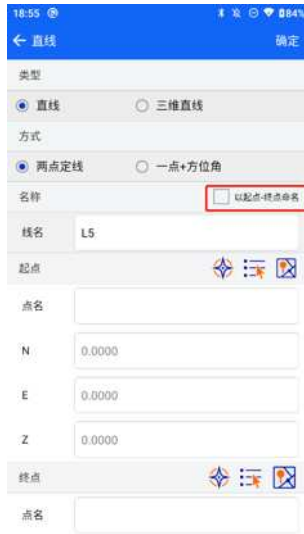 18:55 84%
直线 确定
类型
直线 三维直线
方式
两点定线 一点+方位角
名称 以起点-终点命名
线名 L5
起点
点名
N 0.0000
E 0.0000
Z 0.0000
终点
点名